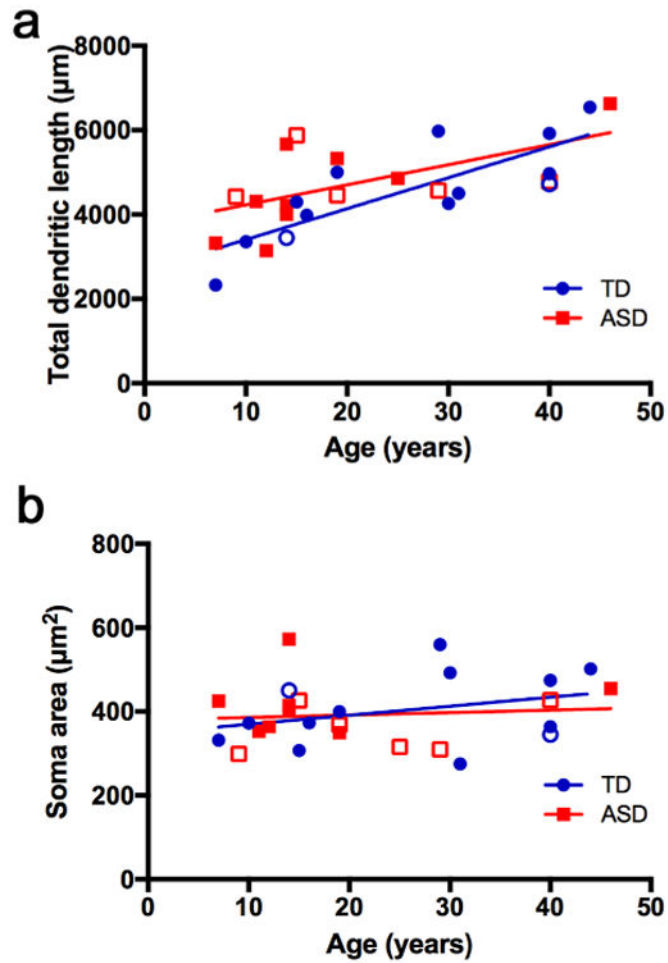 a
Total dendritic length (µm)
8000
6000
4000
2000
0
TD
ASD
0 10 20 30 40 50
Age (years)
b
Soma area (µm²)
800
600
400
200
0
TD
ASD
0 10 20 30 40 50
Age (years)